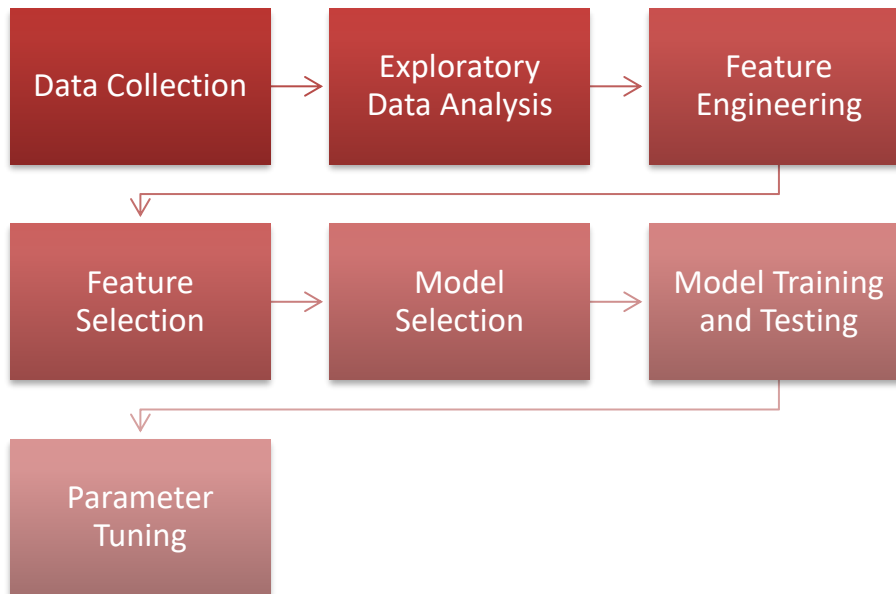 Data Collection
Exploratory
Data Analysis
Feature
Engineering
Feature
Selection
Model
Selection
Model Training
and Testing
Parameter
Tuning